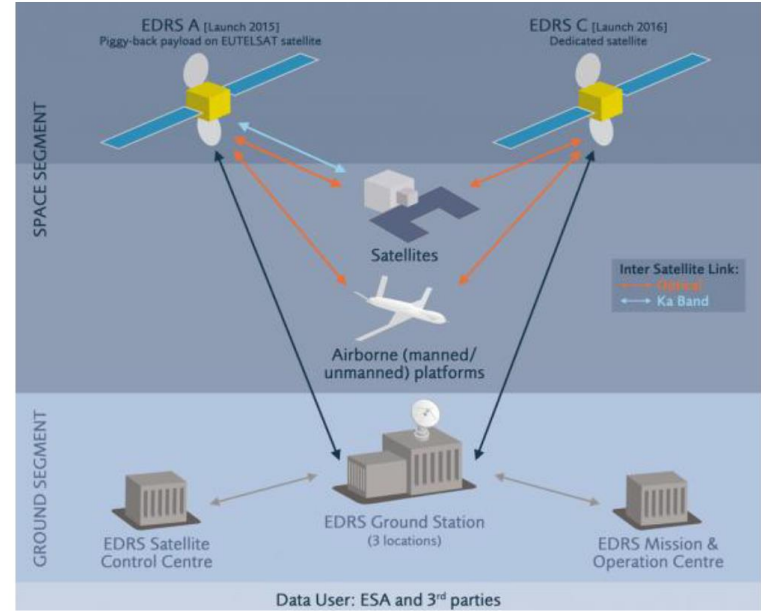 EDRS A [Launch 2015]
Piggy-back payload on EUTELSAT satellite
EDRS C [Launch 2016]
Dedicated satellite
SPACE SEGMENT
Satellites
Inter Satellite Link:
Optical
Ka Band
Airborne (manned/
unmanned) platforms
GROUND SEGMENT
EDRS Satellite
Control Centre
EDRS Ground Station
(3 locations)
EDRS Mission &
Operation Centre
Data User: ESA and 3rd parties